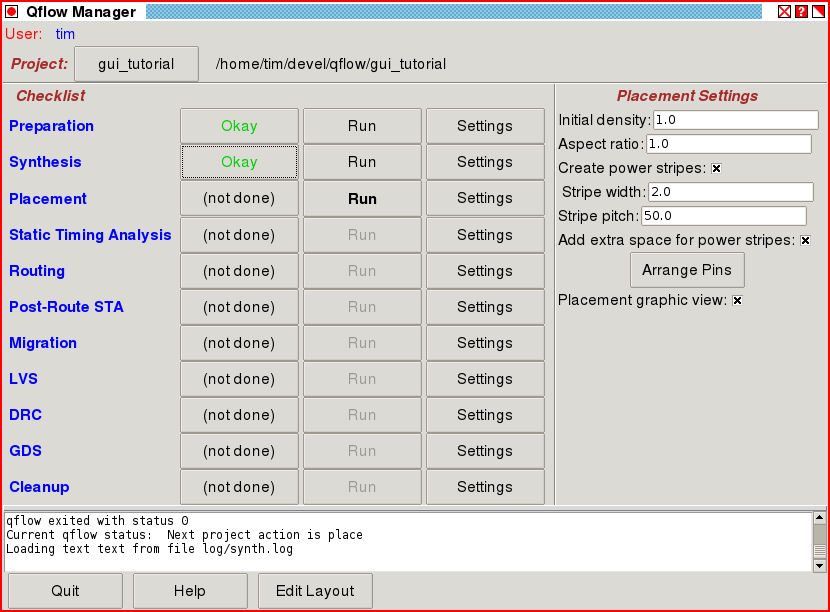 Qflow Manager
User: tim
Project: gui_tutorial /home/tim/devel/qflow/gui_tutorial
Checklist
Preparation Okay Run Settings
Synthesis Okay Run Settings
Placement (not done) Run Settings
Static Timing Analysis (not done) Run Settings
Routing (not done) Run Settings
Post-Route STA (not done) Run Settings
Migration (not done) Run Settings
LVS (not done) Run Settings
DRC (not done) Run Settings
GDS (not done) Run Settings
Cleanup (not done) Run Settings
Placement Settings
Initial density: 1.0
Aspect ratio: 1.0
Create power stripes:
Stripe width: 2.0
Stripe pitch: 50.0
Add extra space for power stripes:
Arrange Pins
Placement graphic view:
qflow exited with status 0
Current qflow status:  Next project action is place
Loading text text from file log/synth.log
Quit Help Edit Layout